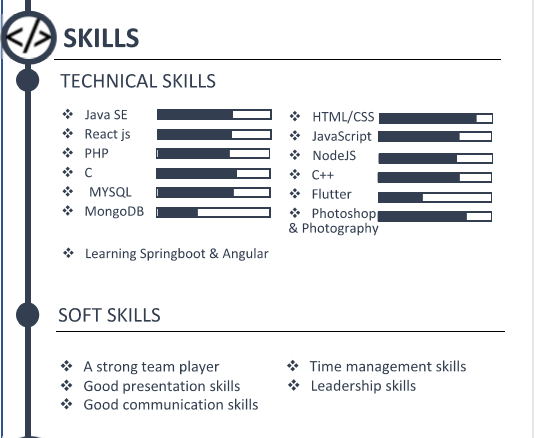 </>
SKILLS
TECHNICAL SKILLS
❖ Java SE
❖ React js
❖ PHP
❖ C
❖ MYSQL
❖ MongoDB
❖ HTML/CSS
❖ JavaScript
❖ NodeJS
❖ C++
❖ Flutter
❖ Photoshop
& Photography
❖ Learning Springboot & Angular
SOFT SKILLS
❖ A strong team player
❖ Good presentation skills
❖ Good communication skills
❖ Time management skills
❖ Leadership skills